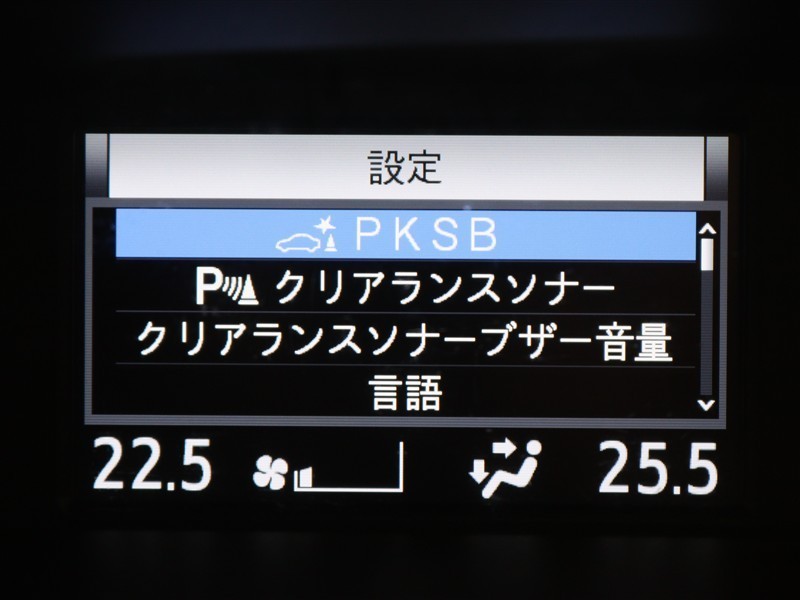 設定
PKSB
P クリアランスソナー
クリアランスソナーブザー音量
言語
22.5 25.5